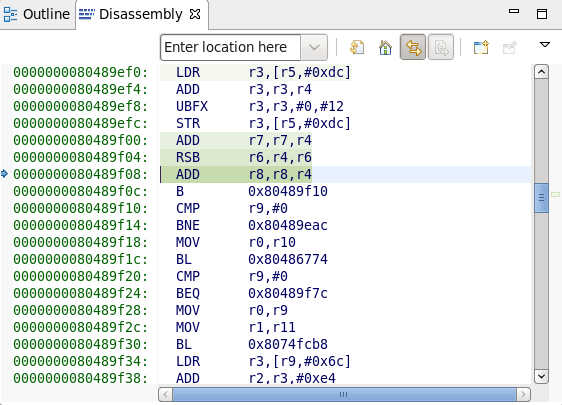 Outline Disassembly
Enter location here
0000000080489ef0: LDR r3,[r5,#0xdc]
0000000080489ef4: ADD r3,r3,r4
0000000080489ef8: UBFX r3,r3,#0,#12
0000000080489efc: STR r3,[r5,#0xdc]
0000000080489f00: ADD r7,r7,r4
0000000080489f04: RSB r6,r4,r6
0000000080489f08: ADD r8,r8,r4
0000000080489f0c: B 0x80489f10
0000000080489f10: CMP r9,#0
0000000080489f14: BNE 0x80489eac
0000000080489f18: MOV r0,r10
0000000080489f1c: BL 0x80486774
0000000080489f20: CMP r9,#0
0000000080489f24: BEQ 0x80489f7c
0000000080489f28: MOV r0,r9
0000000080489f2c: MOV r1,r11
0000000080489f30: BL 0x8074fcb8
0000000080489f34: LDR r3,[r9,#0x6c]
0000000080489f38: ADD r2,r3,#0xe4